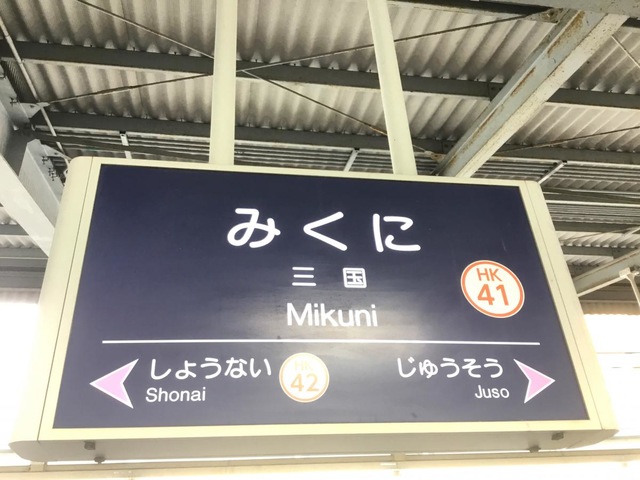 みくに
三国
Mikuni
HK
41
しょうない
Shonai
HK
42
じゅうそう
Juso